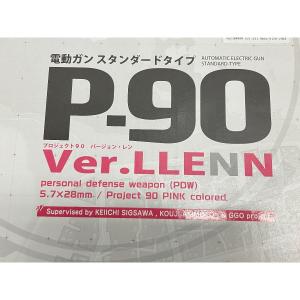 電動ガン スタンダードタイプ
AUTOMATIC ELECTRIC GUN
STANDARD TYPE
P-90
プロジェクト90 バージョン・レン
Ver.LLENN
personal defense weapon (PDW)
5.7×28mm / Project 90 PINK colored
Supervised by KEIICHI SIGSAWA, KOUJI & GGO project